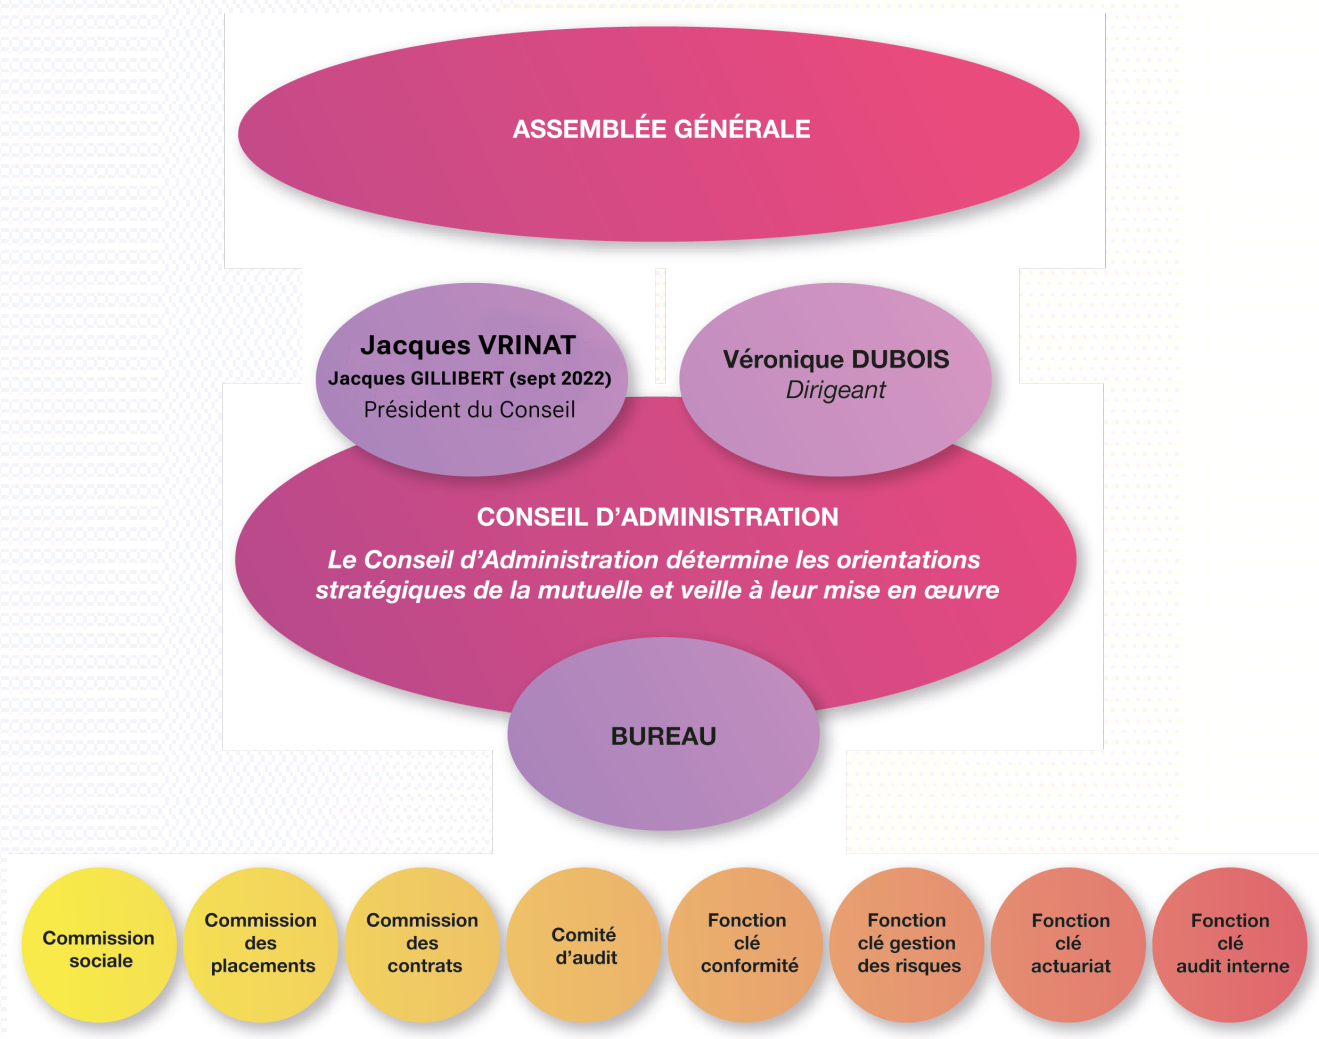 ASSEMBLÉE GÉNÉRALE
Jacques VRINAT
Jacques GILLIBERT (sept 2022)
Président du Conseil
Véronique DUBOIS
Dirigeant
CONSEIL D’ADMINISTRATION
Le Conseil d’Administration détermine les orientations
stratégiques de la mutuelle et veille à leur mise en œuvre
BUREAU
Commission
sociale
Commission
des
placements
Commission
des
contrats
Comité
d’audit
Fonction
clé
conformité
Fonction
clé gestion
des risques
Fonction
clé
actuariat
Fonction
clé
audit interne